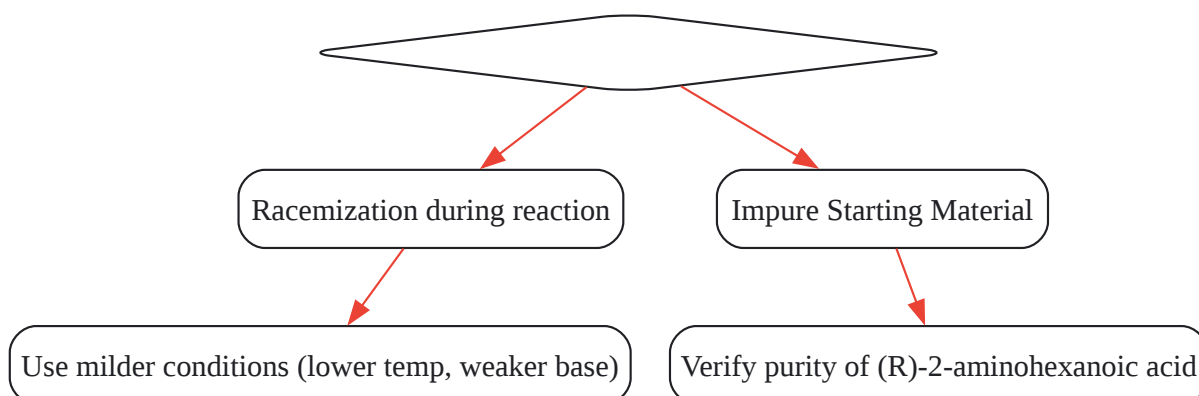 Racemization during reaction
Impure Starting Material
Use milder conditions (lower temp, weaker base)
Verify purity of (R)-2-aminohexanoic acid